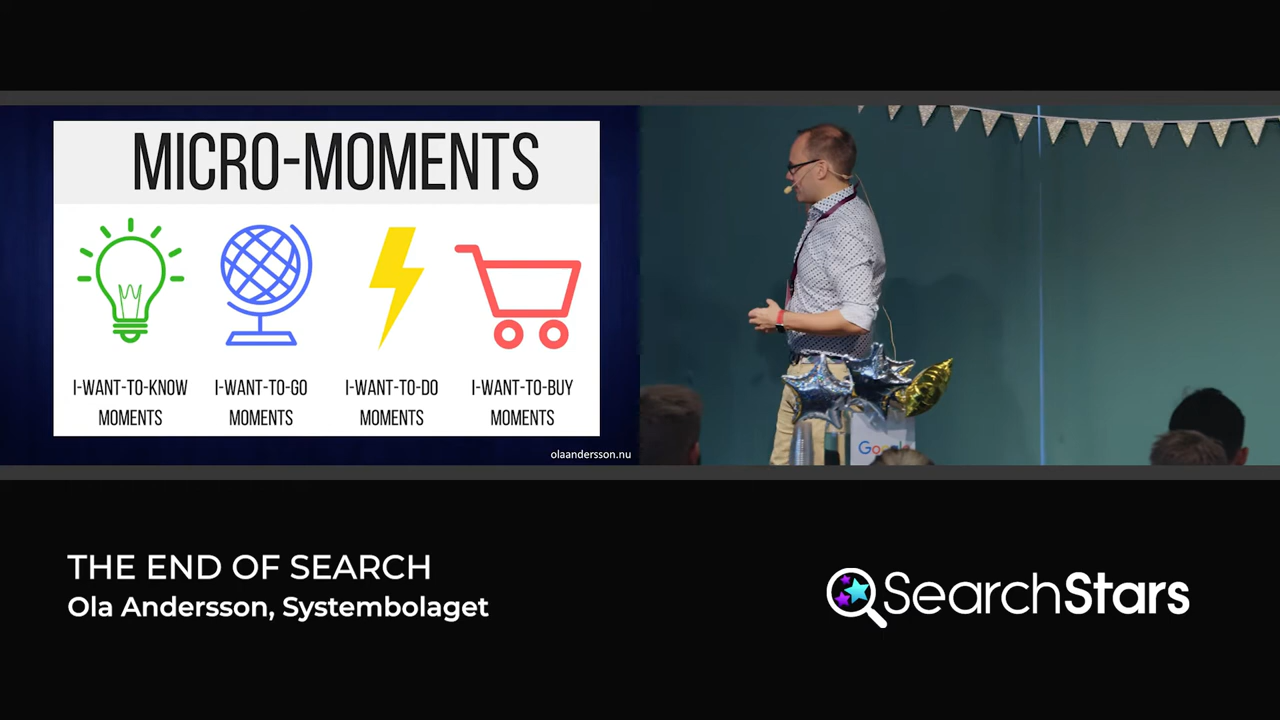 MICRO-MOMENTS
I-WANT-TO-KNOW
MOMENTS
I-WANT-TO-GO
MOMENTS
I-WANT-TO-DO
MOMENTS
I-WANT-TO-BUY
MOMENTS
olaandersson.nu
Google
THE END OF SEARCH
Ola Andersson, Systembolaget
SearchStars